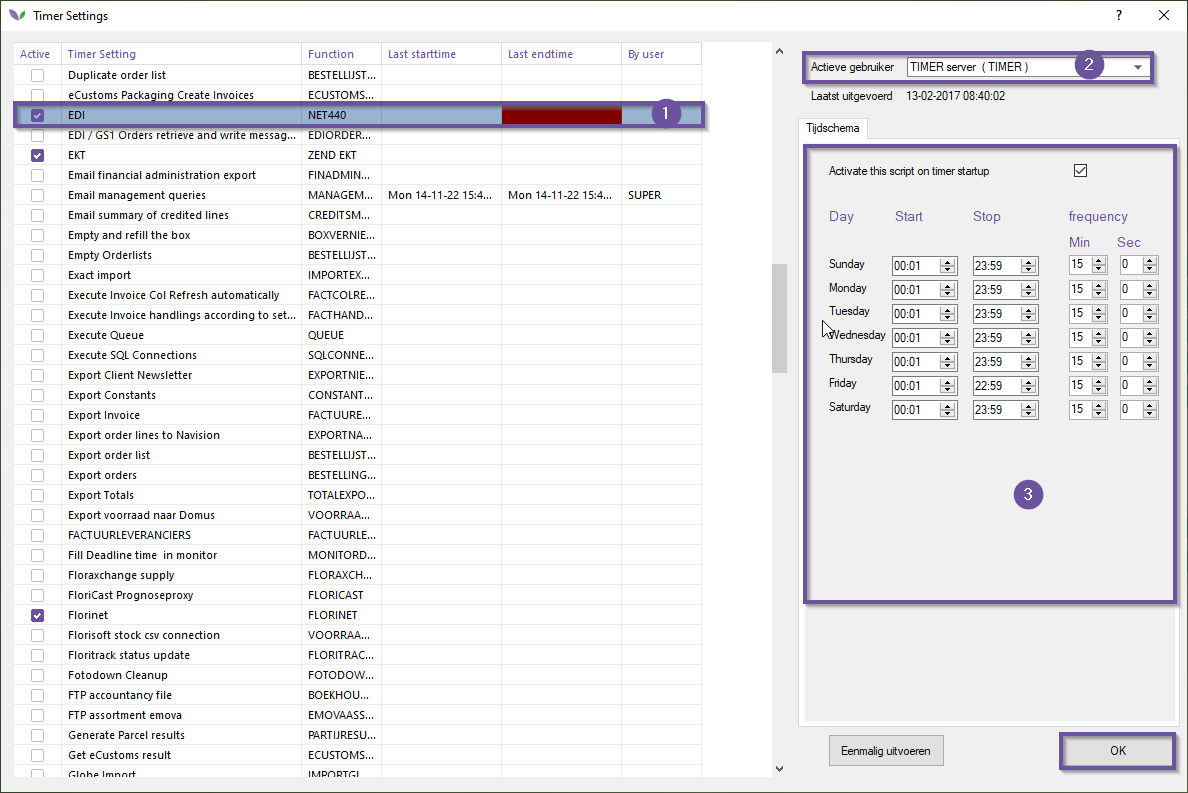 Timer Settings ?
Active Timer Setting Function Last starttime Last endtime By user
Duplicate order list BESTELLIJST...
eCustoms Packaging Create Invoices ECUSTOMS...
EDI NET440 1
EDI / GS1 Orders retrieve and write messag... EDIORDER...
EKT ZEND EKT
Email financial administration export FINADMIN...
Email management queries MANAGEM... Mon 14-11-22 15:4... Mon 14-11-22 15:4... SUPER
Email summary of credited lines CREDITSM...
Empty and refill the box BOXVERNIE...
Empty Orderlists BESTELLIJST...
Exact import IMPORTEX...
Execute Invoice Col Refresh automatically FACTCOLRE...
Execute Invoice handlings according to set... FACTHAND...
Execute Queue QUEUE
Execute SQL Connections SQLCONNE...
Export Client Newsletter EXPORTNIE...
Export Constants CONSTANT...
Export Invoice FACTUURE...
Export order lines to Navision EXPORTNA...
Export order list BESTELLIJST...
Export orders BESTELLING...
Export Totals TOTALEXPO...
Export voorraad naar Domus VOORRAA...
FACTUURLEVERANCIERS FACTUURLE...
Fill Deadline time in monitor MONITORD...
Floraxchange supply FLORAXCH...
FloriCast Prognoseproxy FLORICAST
Florinet FLORINET
Florisoft stock csv connection VOORRAA...
Floritrack status update FLORITRAC...
Fotodown Cleanup FOTODOW...
FTP accountancy file BOEKHOU...
FTP assortment emova EMOVAASS...
Generate Parcel results PARTIJRESU...
Get eCustoms result ECUSTOMS...
Globe Import IMPORTGL...
Actieve gebruiker TIMER server ( TIMER ) 2
Laatst uitgevoerd 13-02-2017 08:40:02
Tijdschema
Activate this script on timer startup
Day Start Stop frequency
Min Sec
Sunday 00:01 23:59 15 0
Monday 00:01 23:59 15 0
Tuesday 00:01 23:59 15 0
Wednesday 00:01 23:59 15 0
Thursday 00:01 23:59 15 0
Friday 00:01 22:59 15 0
Saturday 00:01 23:59 15 0
3
Eenmalig uitvoeren OK